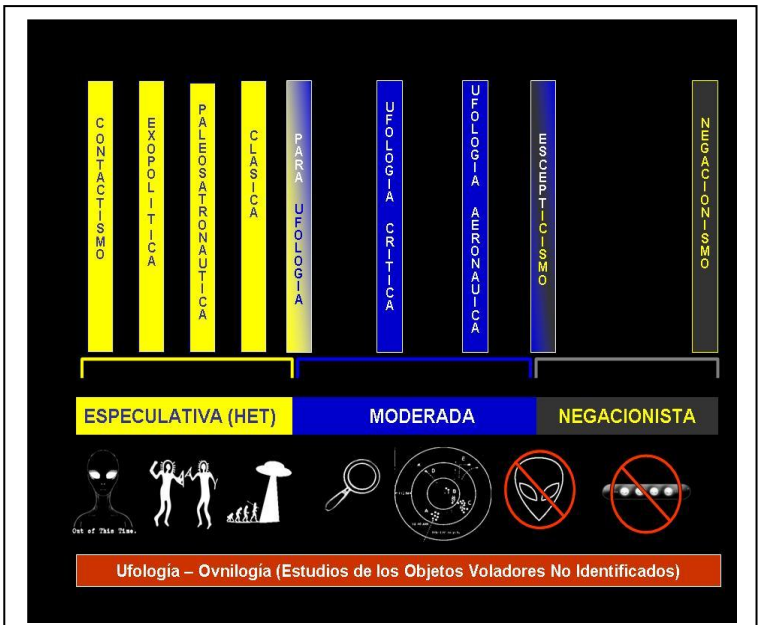 CONTACTISMO
EXOPOLITICA
PALEOSATRONAUTICA
CLASICA
PARA UFOLOGIA
UFOLOGIA CRITICA
UFOLOGIA AERONAUICA
ESCEPTICISMO
NEGACIONISMO
ESPECULATIVA (HET)
MODERADA
NEGACIONISTA
Out of This Time.
Ufología – Ovnilogía (Estudios de los Objetos Voladores No Identificados)